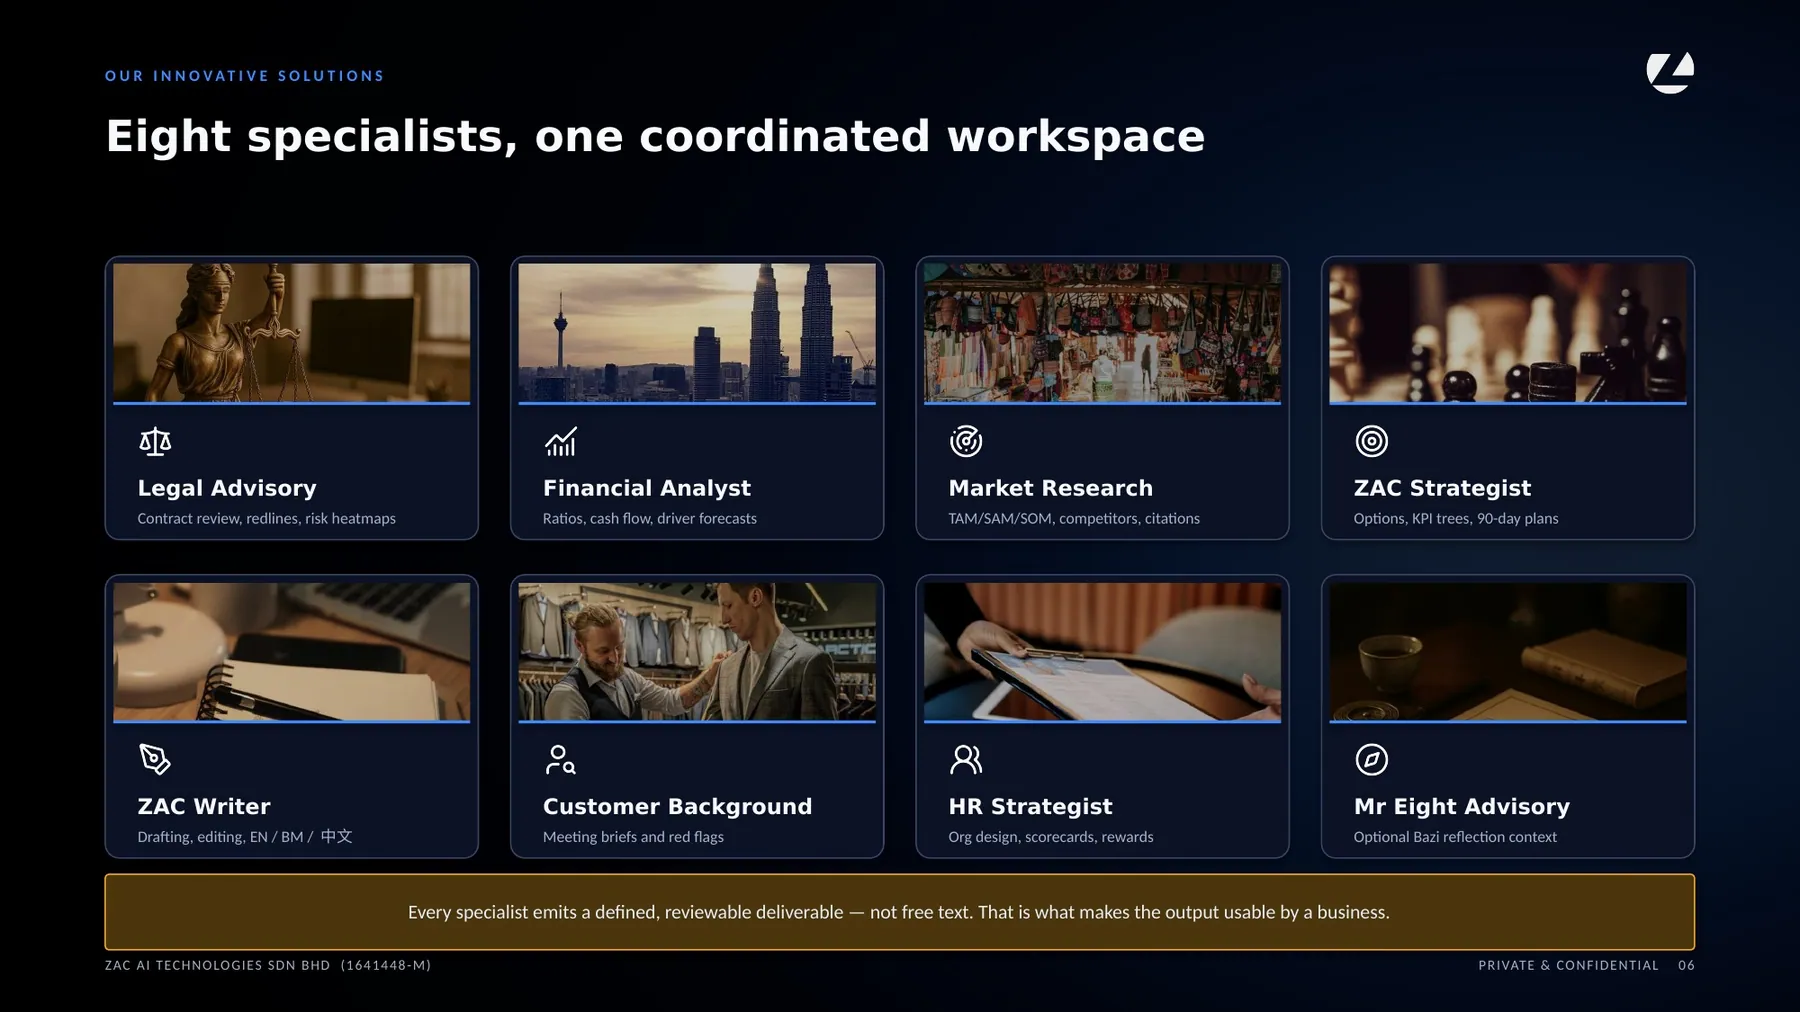 OUR INNOVATIVE SOLUTIONS
Eight specialists, one coordinated workspace
Legal Advisory
Contract review, redlines, risk heatmaps
Financial Analyst
Ratios, cash flow, driver forecasts
Market Research
TAM/SAM/SOM, competitors, citations
ZAC Strategist
Options, KPI trees, 90-day plans
ARCTIC
ZAC Writer
Drafting, editing, EN / BM / 中文
Customer Background
Meeting briefs and red flags
HR Strategist
Org design, scorecards, rewards
Mr Eight Advisory
Optional Bazi reflection context
Every specialist emits a defined, reviewable deliverable — not free text. That is what makes the output usable by a business.
ZAC AI TECHNOLOGIES SDN BHD (1641448-M)
PRIVATE & CONFIDENTIAL 06